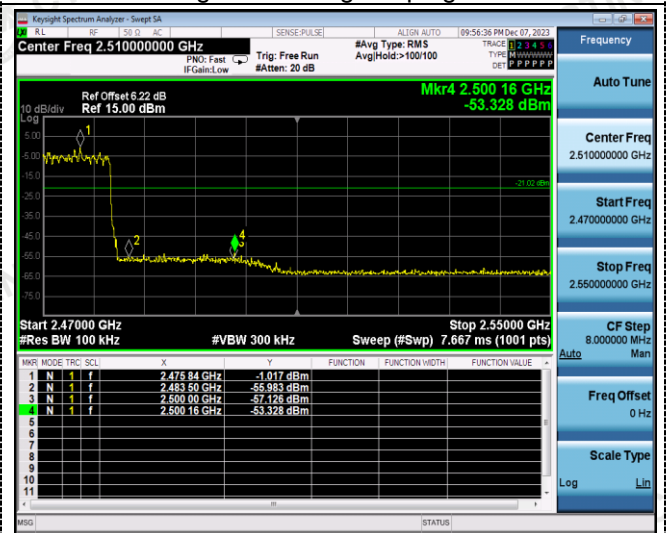 Keysight Spectrum Analyzer - Swept SA
RL RF 50 Ω AC SENSE:PULSE ALIGN AUTO 09:56:36 PM Dec 07, 2023
Center Freq 2.510000000 GHz
PNO: Fast
IFGain:Low
Trig: Free Run
#Atten: 20 dB
#Avg Type: RMS
Avg|Hold:>100/100
TRACE 1 2 3 4 5 6
TYPE M WWWWW
DET P P P P P P
Mkr4 2.500 16 GHz
-53.328 dBm
Ref Offset 6.22 dB
10 dB/div Ref 15.00 dBm
Log
5.00
-5.00
-15.0
-25.0
-35.0
-45.0
-55.0
-65.0
-75.0
1
2
4
3
-21.02 dBm
Start 2.47000 GHz Stop 2.55000 GHz
#Res BW 100 kHz #VBW 300 kHz Sweep (#Swp) 7.667 ms (1001 pts)
MKR MODE TRC SCL X Y FUNCTION FUNCTION WIDTH FUNCTION VALUE
1 N 1 f 2.475 84 GHz -1.017 dBm
2 N 1 f 2.483 50 GHz -55.983 dBm
3 N 1 f 2.500 00 GHz -57.126 dBm
4 N 1 f 2.500 16 GHz -53.328 dBm
5
6
7
8
9
10
11
MSG STATUS
Frequency
Auto Tune
Center Freq
2.510000000 GHz
Start Freq
2.470000000 GHz
Stop Freq
2.550000000 GHz
CF Step
8.000000 MHz
Auto Man
Freq Offset
0 Hz
Scale Type
Log Lin